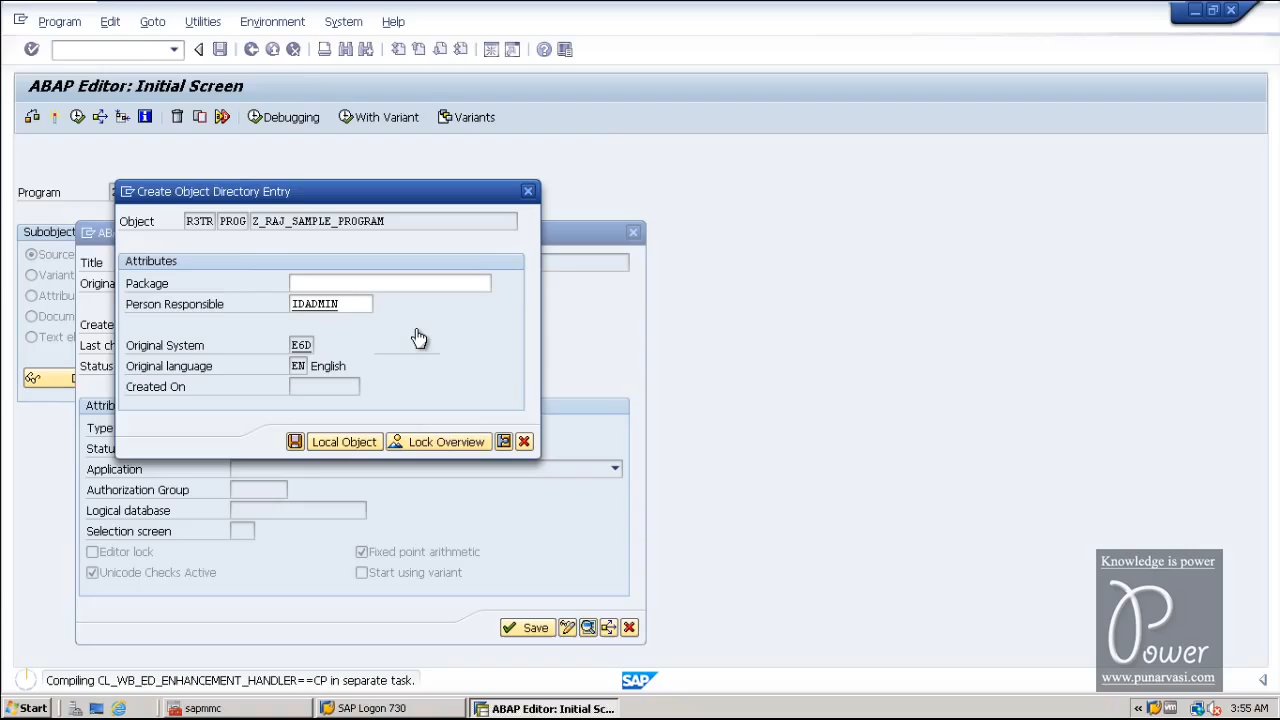 Program Edit Goto Utilities Environment System Help
ABAP Editor: Initial Screen
Debugging With Variant Variants
Program
Create Object Directory Entry
Object R3TR PROG Z_RAJ_SAMPLE_PROGRAM
Subobject
AB
Attributes
Source
Title
Package
Variant
Origina
Person Responsible IDADMIN
Attribu
Docum
Create
Text el
Last ch
Original System E6D
Status
Original language EN English
Created On
Attrib
Type
Local Object Lock Overview
Statu
Application
Authorization Group
Logical database
Selection screen
Editor lock Fixed point arithmetic
Unicode Checks Active Start using variant
Save
Knowledge is power
Power
www.punarvasi.com
Compiling CL_WB_ED_ENHANCEMENT_HANDLER==CP in separate task.
SAP
Start sapmmc SAP Logon 730 ABAP Editor: Initial Sc... « 3:55 AM